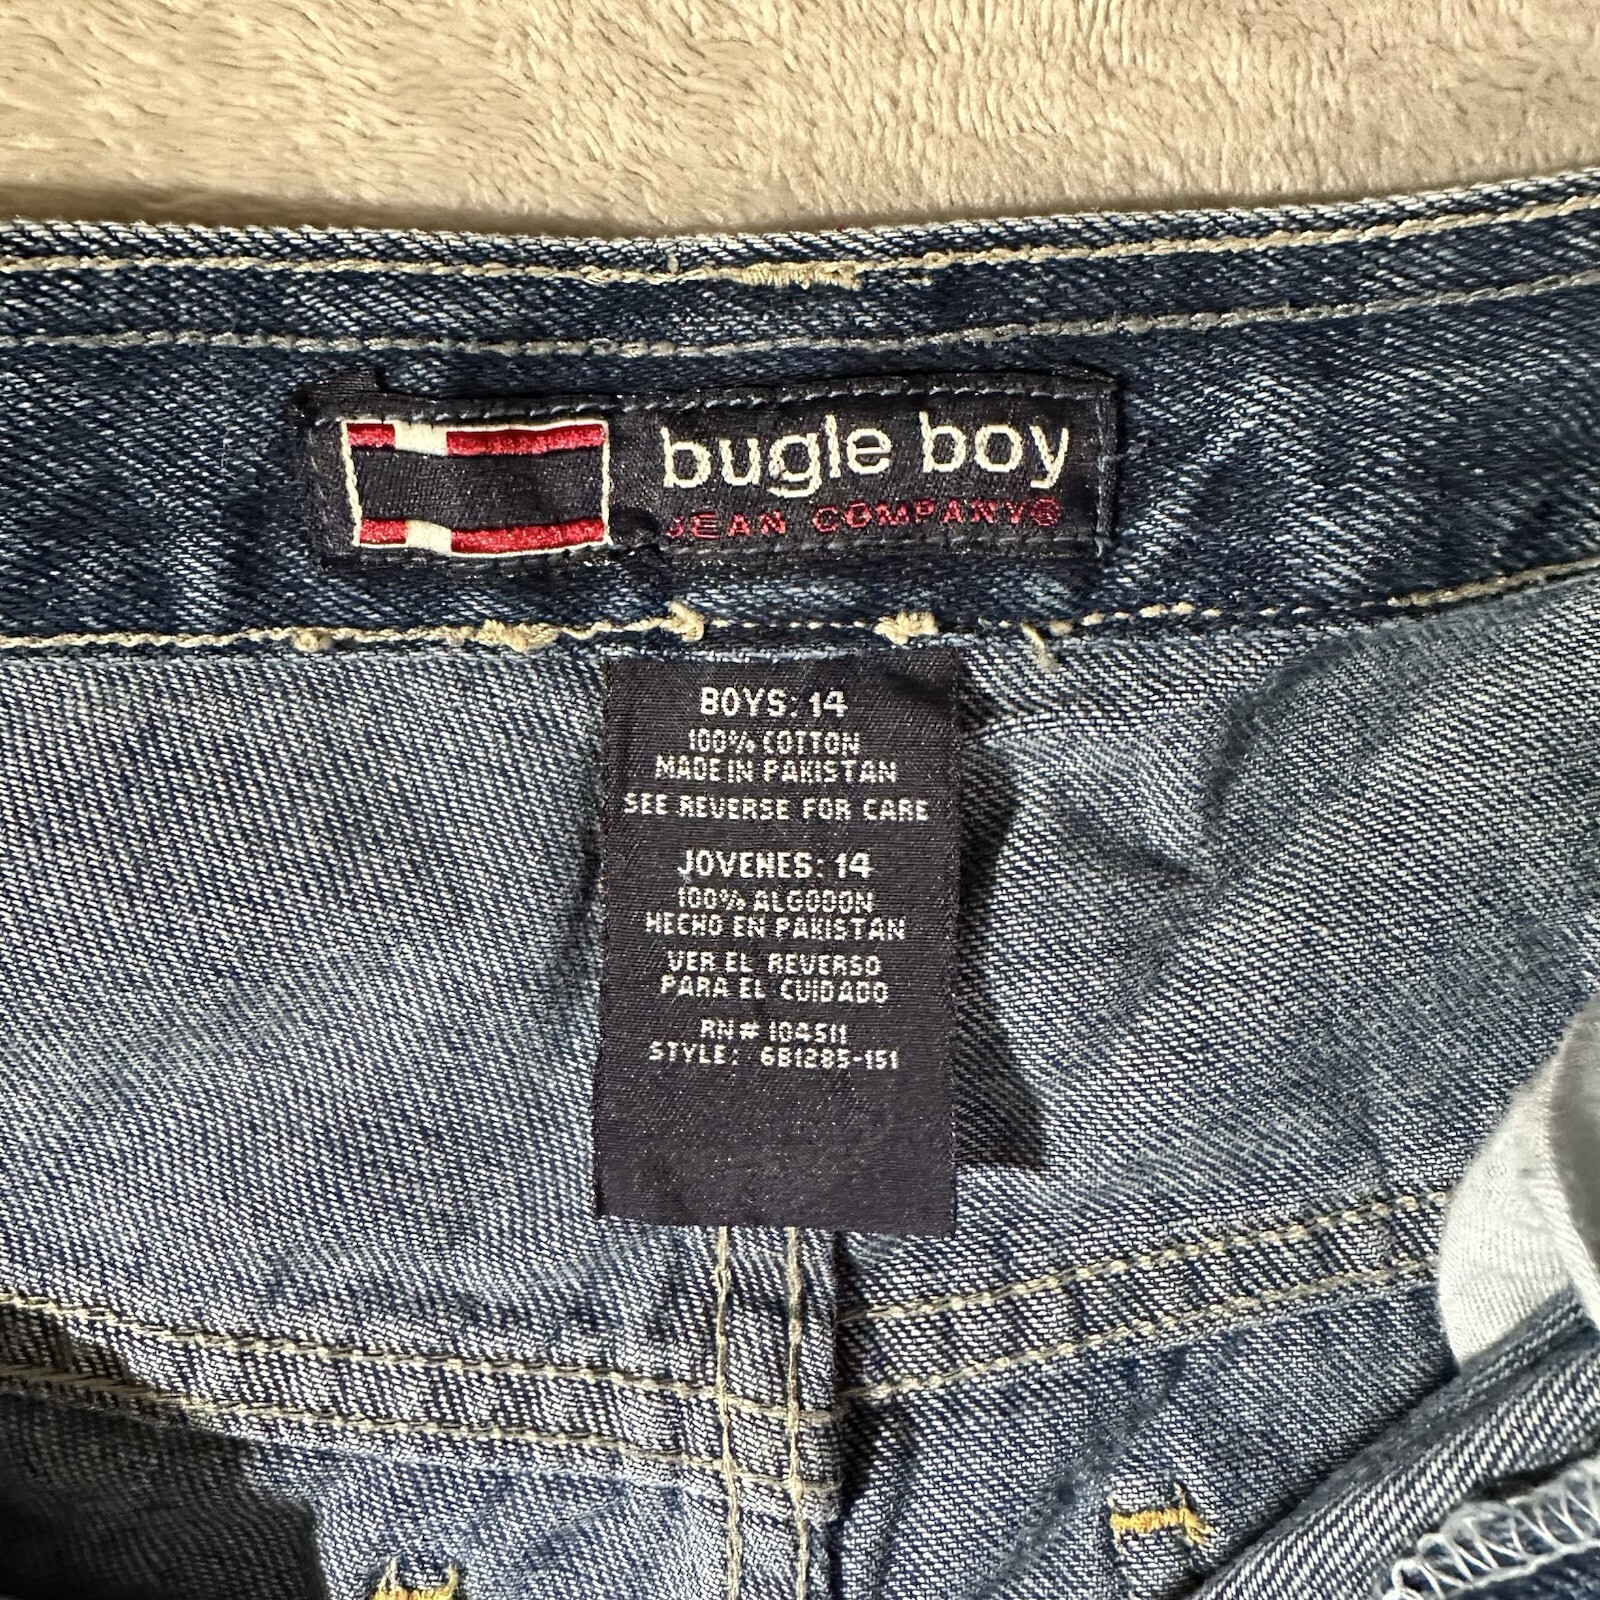 bugle boy
JEAN COMPANY®
BOYS: 14
100% COTTON
MADE IN PAKISTAN
SEE REVERSE FOR CARE
JOVENES: 14
100% ALGODON
HECHO EN PAKISTAN
VER EL REVERSO
PARA EL CUIDADO
RN# 104511
STYLE: 6B1285-151